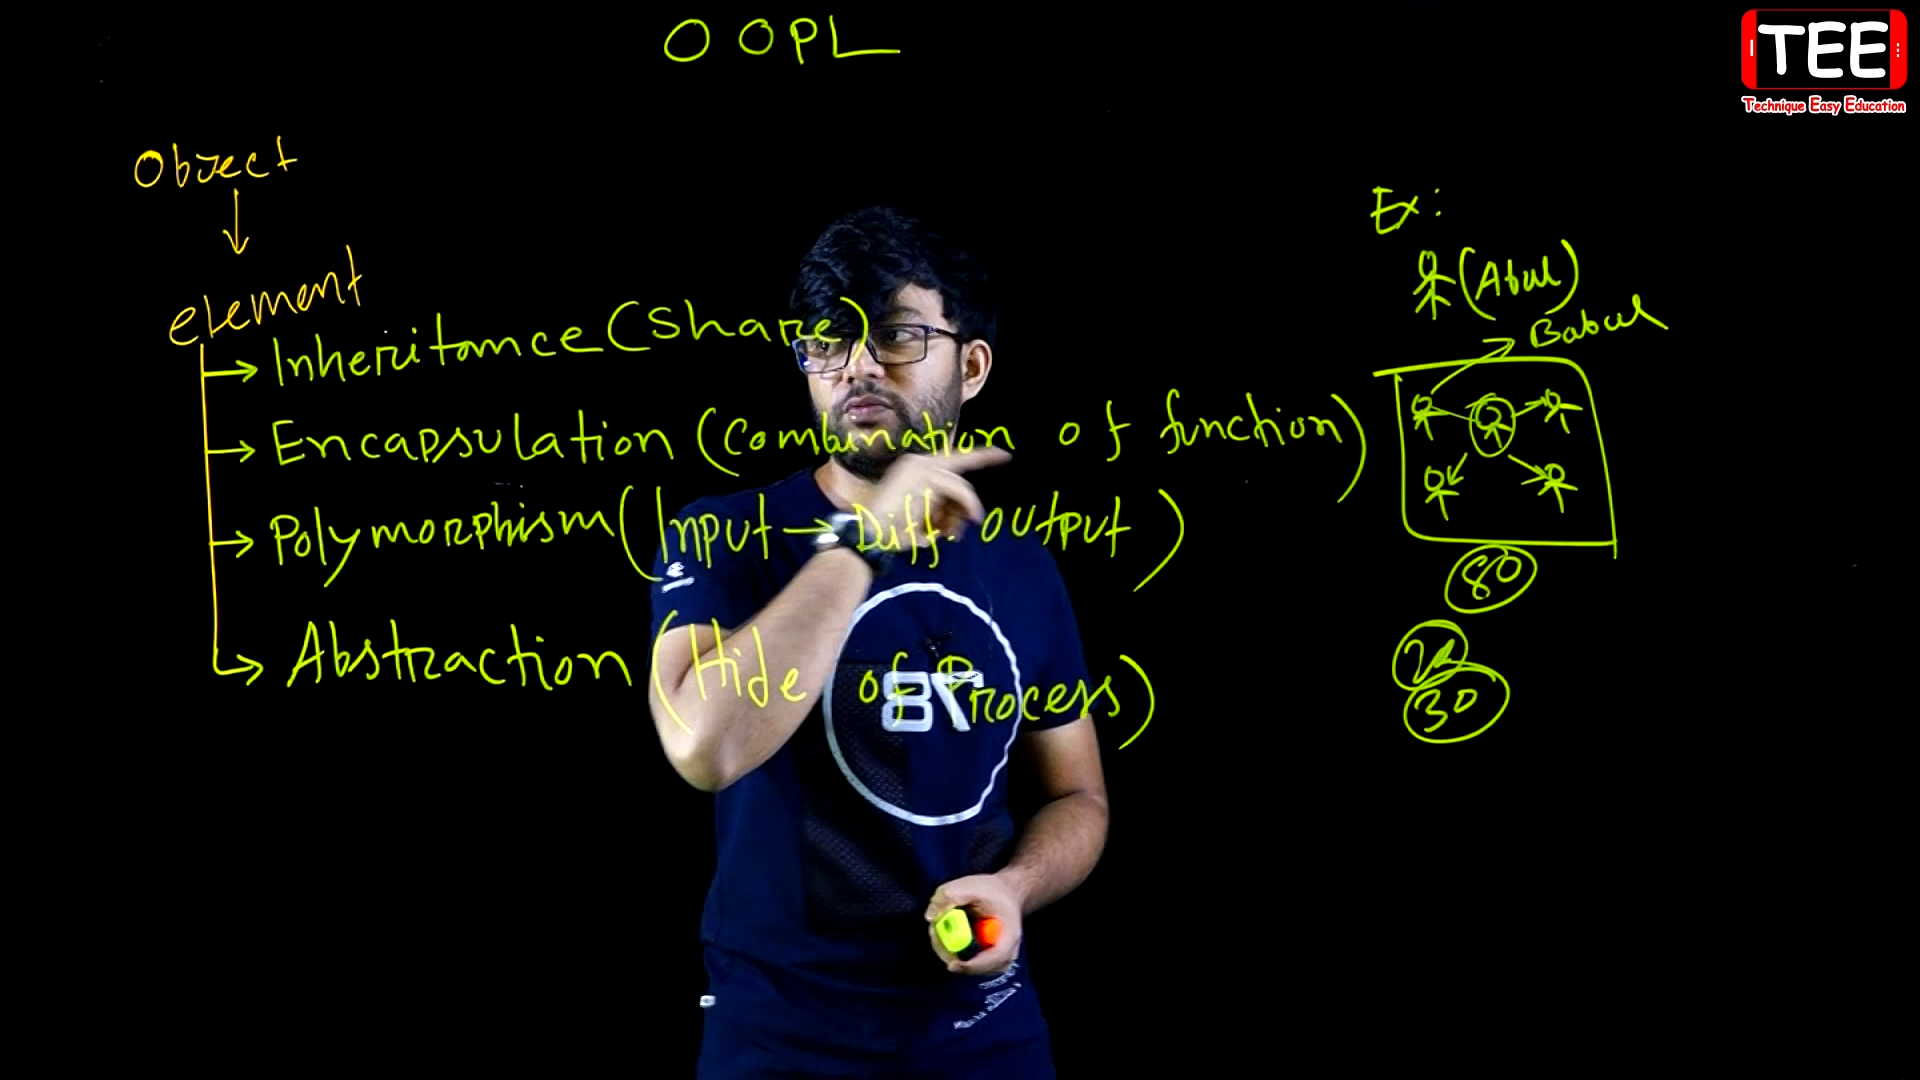 OOPL
TEE
Technique Easy Education
Object
element
Inheritance (Share)
Encapsulation (Combination of function)
Polymorphism (Input → Diff. output)
Abstraction (Hide of Process)
Ex:
(Abul)
Babul
80
30
78